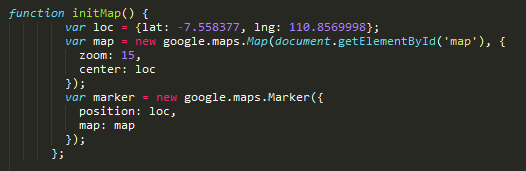 function initMap() {
var loc = {lat: -7.558377, lng: 110.8569998};
var map = new google.maps.Map(document.getElementById('map'), {
zoom: 15,
center: loc
});
var marker = new google.maps.Marker({
position: loc,
map: map
});
};